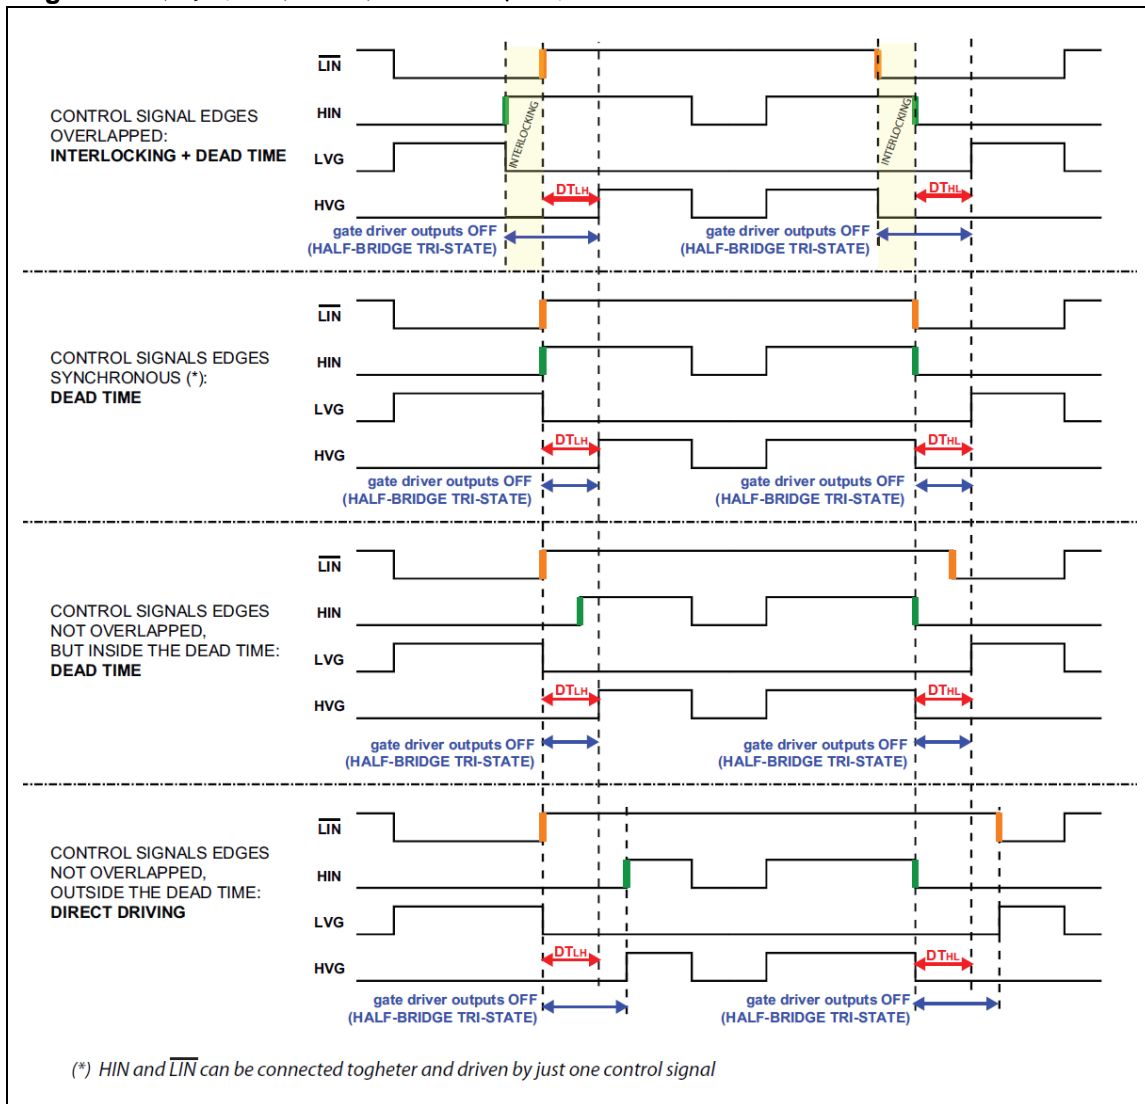 LIN
HIN
LVG
HVG
CONTROL SIGNAL EDGES
OVERLAPPED:
INTERLOCKING + DEAD TIME
INTERLOCKING
INTERLOCKING
DTLH
DTHL
gate driver outputs OFF
(HALF-BRIDGE TRI-STATE)
gate driver outputs OFF
(HALF-BRIDGE TRI-STATE)
LIN
HIN
LVG
HVG
CONTROL SIGNALS EDGES
SYNCHRONOUS (*):
DEAD TIME
DTLH
DTHL
gate driver outputs OFF
(HALF-BRIDGE TRI-STATE)
gate driver outputs OFF
(HALF-BRIDGE TRI-STATE)
LIN
HIN
LVG
HVG
CONTROL SIGNALS EDGES
NOT OVERLAPPED,
BUT INSIDE THE DEAD TIME:
DEAD TIME
DTLH
DTHL
gate driver outputs OFF
(HALF-BRIDGE TRI-STATE)
gate driver outputs OFF
(HALF-BRIDGE TRI-STATE)
LIN
HIN
LVG
HVG
CONTROL SIGNALS EDGES
NOT OVERLAPPED,
OUTSIDE THE DEAD TIME:
DIRECT DRIVING
DTLH
DTHL
gate driver outputs OFF
(HALF-BRIDGE TRI-STATE)
gate driver outputs OFF
(HALF-BRIDGE TRI-STATE)
(*) HIN and LIN can be connected togheter and driven by just one control signal